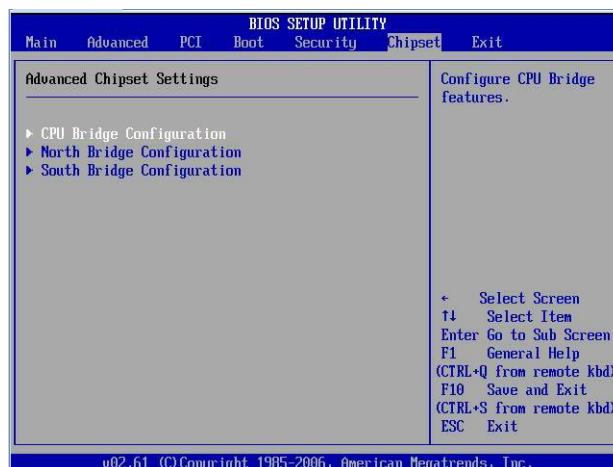 BIOS SETUP UTILITY
Main Advanced PCI Boot Security Chipset Exit
Advanced Chipset Settings
CPU Bridge Configuration
North Bridge Configuration
South Bridge Configuration
Configure CPU Bridge
features.
← Select Screen
↑↓ Select Item
Enter Go to Sub Screen
F1 General Help
(CTRL+Q from remote kbd)
F10 Save and Exit
(CTRL+S from remote kbd)
ESC Exit
v02.61 (C)Copyright 1985-2006, American Megatrends, Inc.